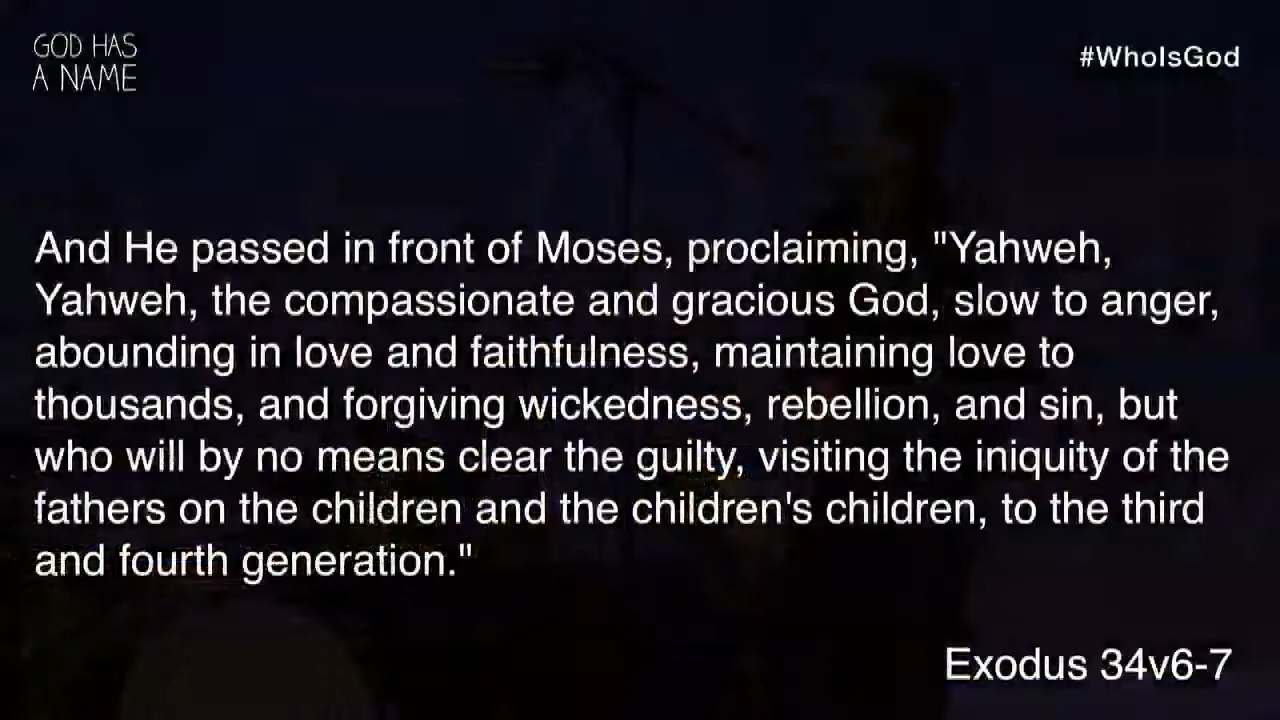 GOD HAS
A NAME
#WhoIsGod
And He passed in front of Moses, proclaiming, "Yahweh,
Yahweh, the compassionate and gracious God, slow to anger,
abounding in love and faithfulness, maintaining love to
thousands, and forgiving wickedness, rebellion, and sin, but
who will by no means clear the guilty, visiting the iniquity of the
fathers on the children and the children's children, to the third
and fourth generation."
Exodus 34v6-7